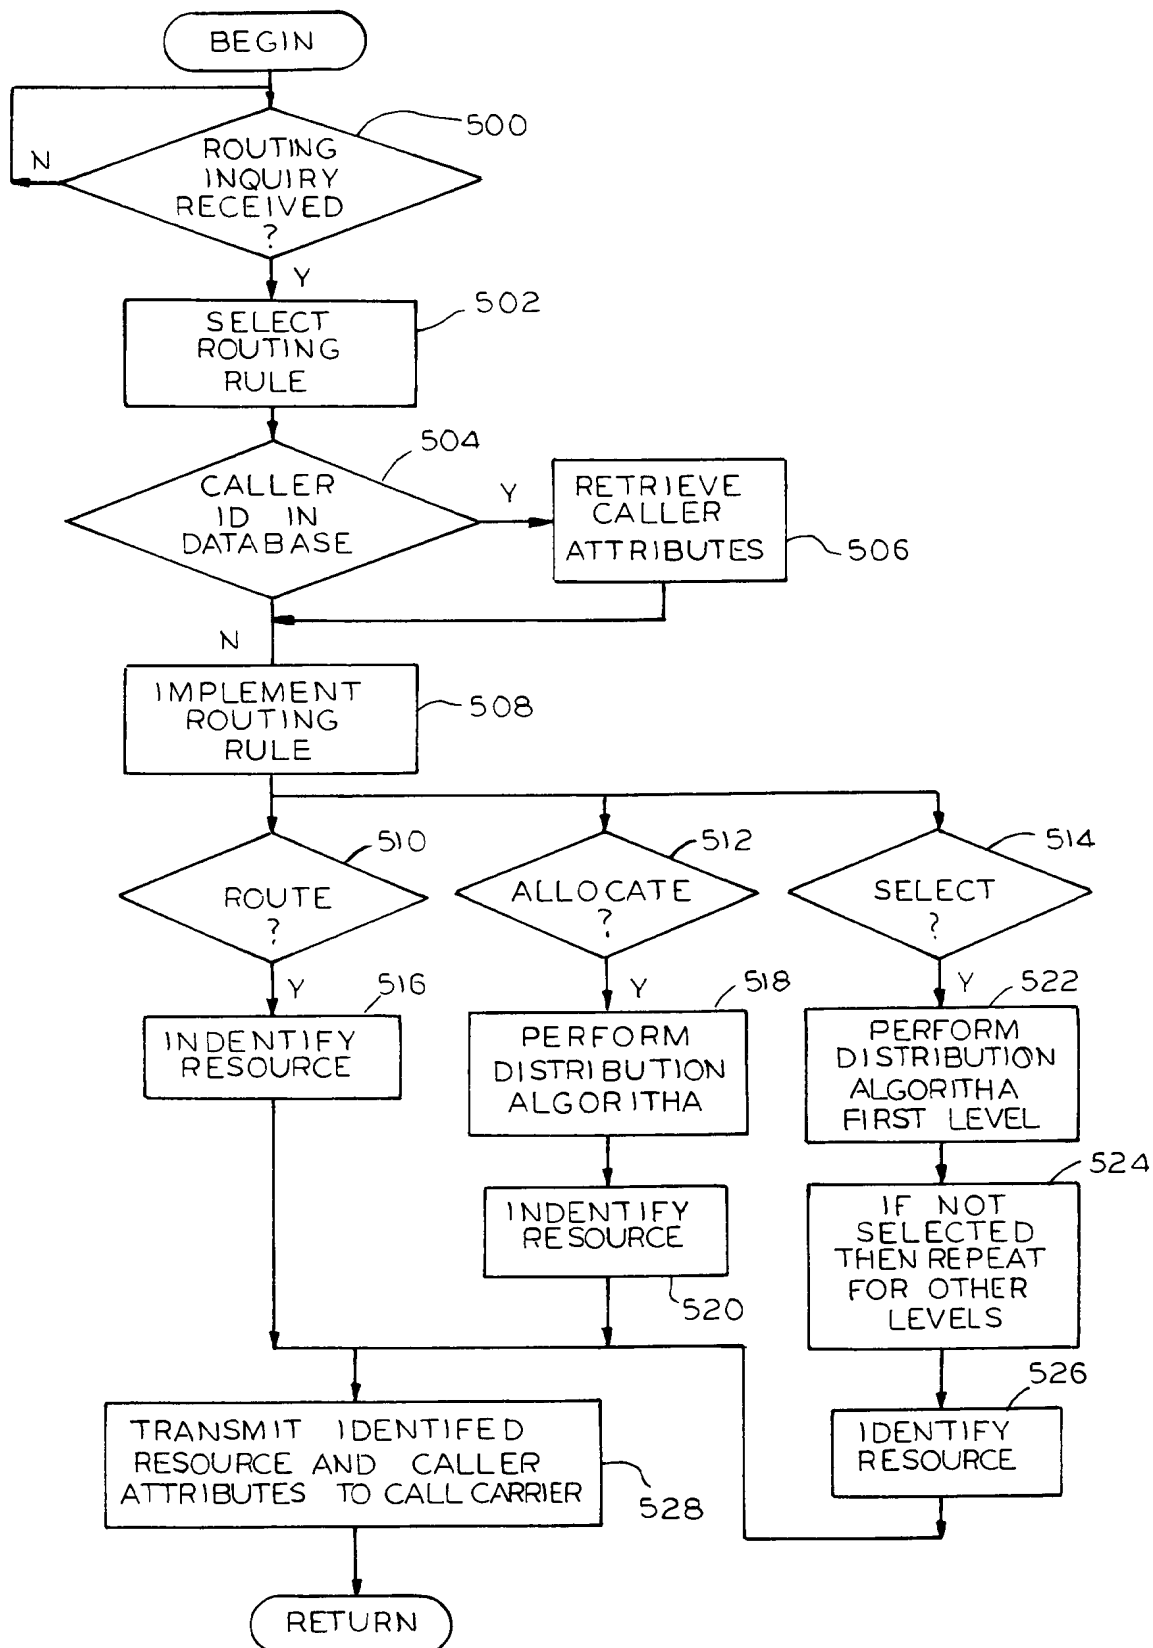 BEGIN
500
ROUTING
INQUIRY
RECEIVED
?
N
Y
502
SELECT
ROUTING
RULE
504
CALLER
ID IN
DATABASE
Y
RETRIEVE
CALLER
ATTRIBUTES
506
N
IMPLEMENT
ROUTING
RULE
508
510
ROUTE
?
Y
512
ALLOCATE
?
Y
514
SELECT
?
Y
516
INDENTIFY
RESOURCE
518
PERFORM
DISTRIBUTION
ALGORITHA
522
PERFORM
DISTRIBUTION
ALGORITHA
FIRST LEVEL
INDENTIFY
RESOURCE
520
524
IF NOT
SELECTED
THEN REPEAT
FOR OTHER
LEVELS
526
IDENTIFY
RESOURCE
TRANSMIT IDENTIFED
RESOURCE AND CALLER
ATTRIBUTES TO CALL CARRIER
528
RETURN